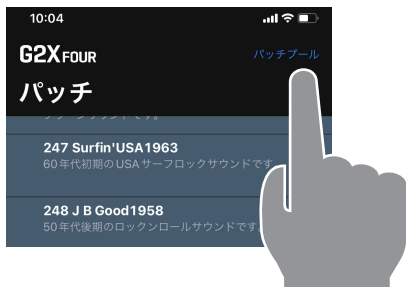 10:04
G2X FOUR
パッチプール
パッチ
247 Surfin'USA1963
60年代初期のUSAサーフロックサウンドです
248 J B Good1958
50年代後期のロックンロールサウンドです。